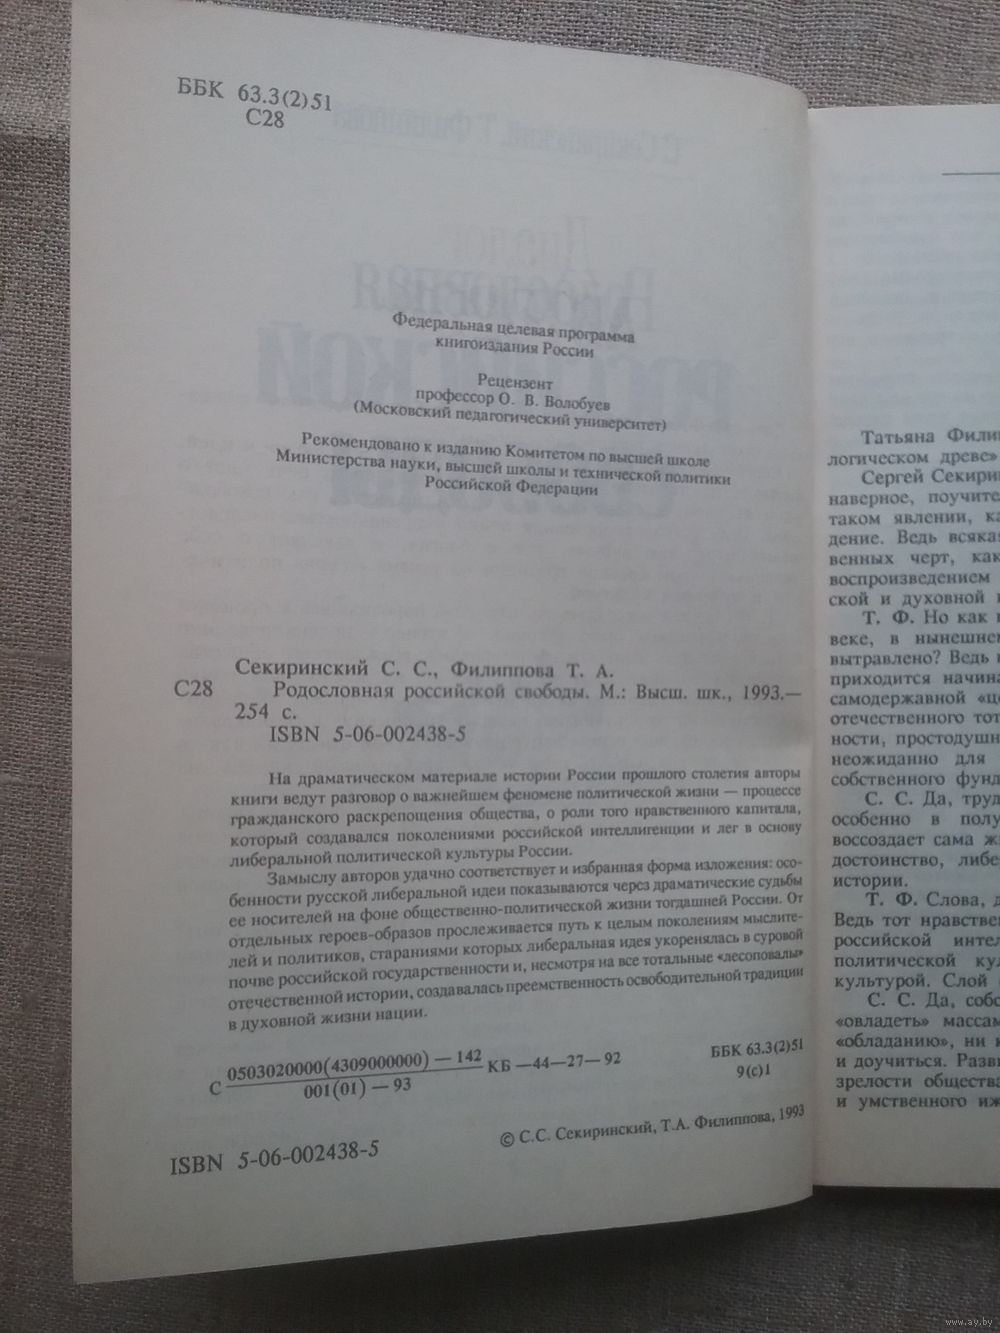 ББК 63.3(2)51
С28
Федеральная целевая программа
книгоиздания России
Рецензент
профессор О. В. Волобуев
(Московский педагогический университет)
Рекомендовано к изданию Комитетом по высшей школе
Министерства науки, высшей школы и технической политики
Российской Федерации
Секиринский С. С., Филиппова Т. А.
С28 Родословная российской свободы. М.: Высш. шк., 1993.—
254 с.
ISBN 5-06-002438-5
На драматическом материале истории России прошлого столетия авторы
книги ведут разговор о важнейшем феномене политической жизни — процессе
гражданского раскрепощения общества, о роли того нравственного капитала,
который создавался поколениями российской интеллигенции и лег в основу
либеральной политической культуры России.
Замыслу авторов удачно соответствует и избранная форма изложения: осо-
бенности русской либеральной идеи показываются через драматические судьбы
ее носителей на фоне общественно-политической жизни тогдашней России. От
отдельных героев-образов прослеживается путь к целым поколениям мыслите-
лей и политиков, стараниями которых либеральная идея укоренялась в суровой
почве российской государственности и, несмотря на все тотальные «лесоповалы»
отечественной истории, создавалась преемственность освободительной традиции
в духовной жизни нации.
С 0503020000(4309000000) — 142 КБ —44—27— 92
001(01) — 93
ББК 63.3(2)51
9(с)1
ISBN 5-06-002438-5
© С.С. Секиринский, Т.А. Филиппова, 1993
Татьяна Фили
логическом древе»
Сергей Секирин
наверное, поучите
таком явлении, ка
дение. Ведь всяка
венных черт, как
воспроизведением
ской и духовной
Т. Ф. Но как
веке, в нынешне
вытравлено? Ведь
приходится начина
самодержавной «ц
отечественного тот
ности, простодуши
неожиданно для
собственного фунд
С. С. Да, труд
особенно в полу
воссоздает сама ж
достоинство, либе
истории.
Т. Ф. Слова, д
Ведь тот нравстве
российской интел
политической кул
культурой. Слой
С. С. Да, собс
«овладеть» массам
«обладанию», ни к
и доучиться. Разви
зрелости обществ
и умственного иж
www.ay.by